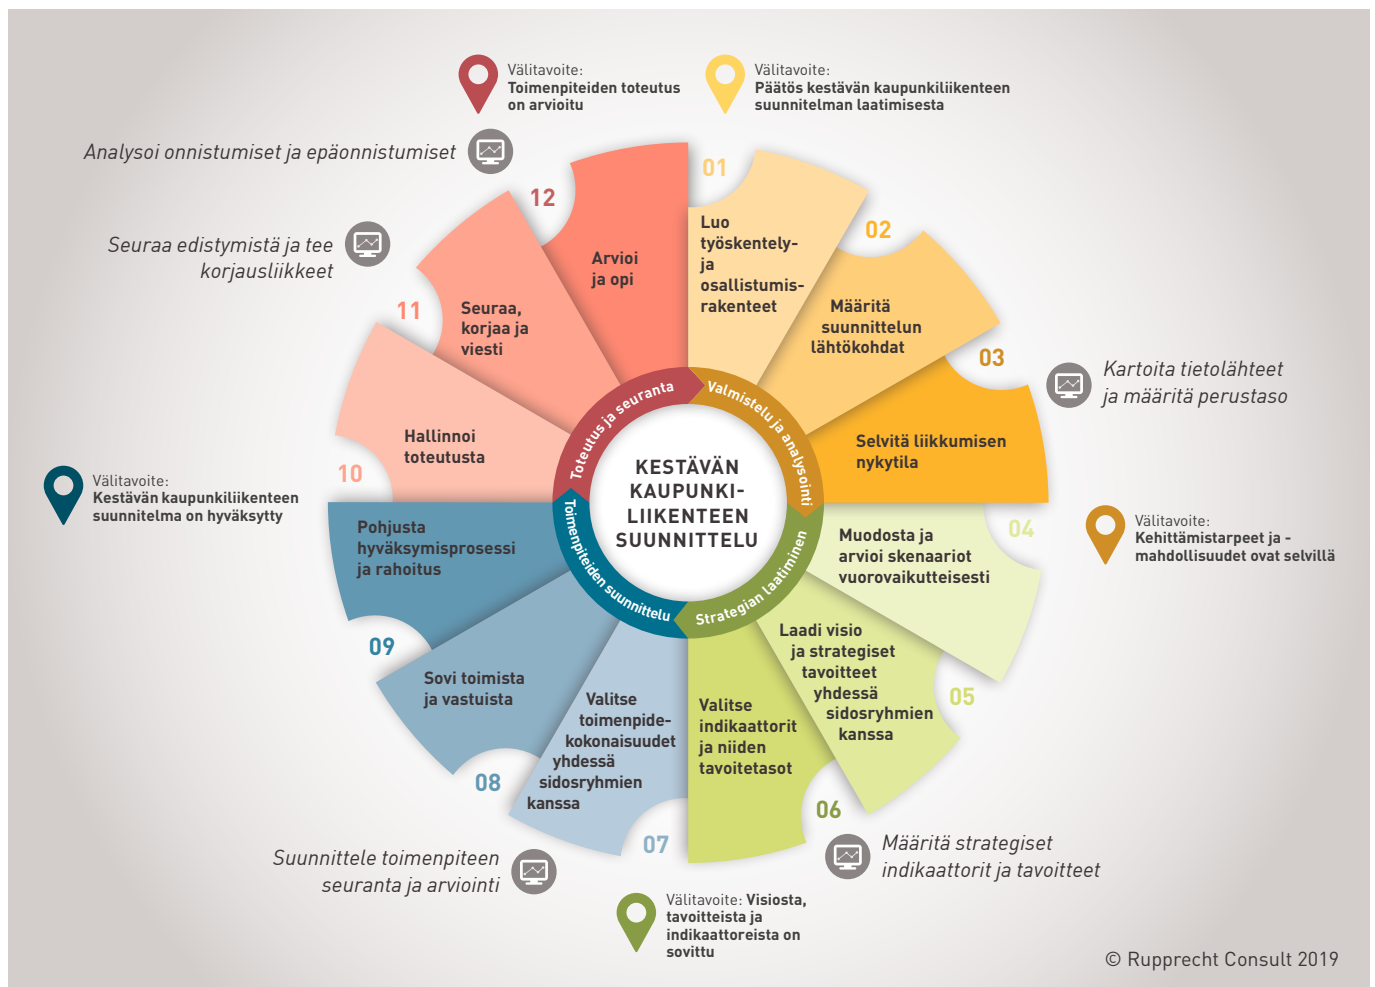 Välitavoite:
Toimenpiteiden toteutus
on arvioitu
Välitavoite:
Päätös kestävän kaupunkiliikenteen
suunnitelman laatimisesta
Analysoi onnistumiset ja epäonnistumiset
Seuraa edistymistä ja tee
korjausliikkeet
01
Luo
työskentely-
ja
osallistumis-
rakenteet
02
Määritä
suunnittelun
lähtökohdat
03
Selvitä liikkumisen
nykytila
Kartoita tietolähteet
ja määritä perustaso
Välitavoite:
Kehittämistarpeet ja -
mahdollisuudet ovat selvillä
04
Muodosta ja
arvioi skenaariot
vuorovaikutteisesti
05
Laadi visio
ja strategiset
tavoitteet
yhdessä
sidosryhmien
kanssa
06
Valitse
indikaattorit
ja niiden
tavoitetasot
Määritä strategiset
indikaattorit ja tavoitteet
Välitavoite: Visiosta,
tavoitteista ja
indikaattoreista on
sovittu
07
Valitse
toimenpide-
kokonaisuudet
yhdessä
sidosryhmien
kanssa
Suunnittele toimenpiteen
seuranta ja arviointi
08
Sovi toimista
ja vastuista
09
Pohjusta
hyväksymisprosessi
ja rahoitus
Välitavoite:
Kestävän kaupunkiliikenteen
suunnitelma on hyväksytty
10
Hallinnoi
toteutusta
11
Seuraa,
korjaa ja
viesti
12
Arvioi
ja opi
Toteutus ja seuranta
Valmistelu ja analysointi
Strategian laatiminen
Toimenpiteiden suunnittelu
KESTÄVÄN
KAUPUNKI-
LIIKENTEEN
SUUNNITTELU
© Rupprecht Consult 2019